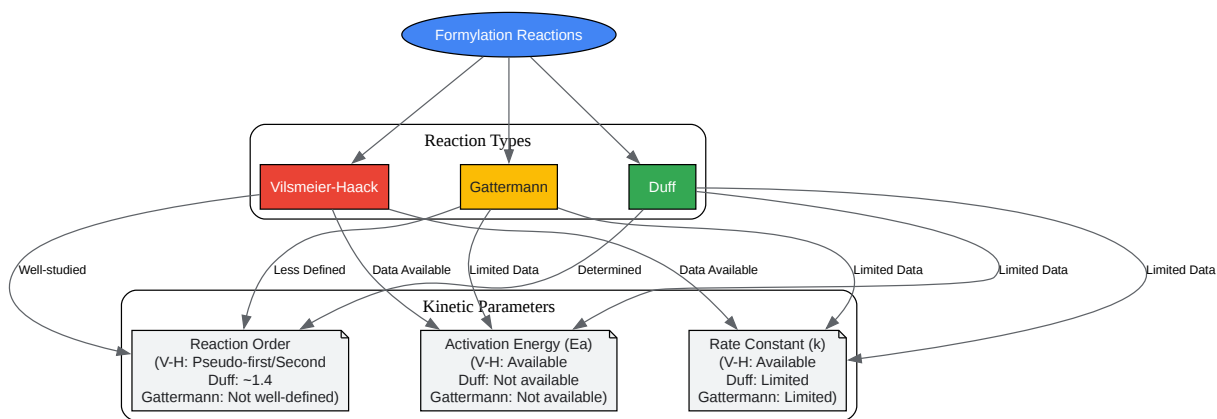 Formylation Reactions
Reaction Types
Vilsmeier-Haack
Gattermann
Duff
Well-studied
Less Defined
Data Available
Limited Data
Determined
Data Available
Limited Data
Limited Data
Limited Data
Kinetic Parameters
Reaction Order
(V-H: Pseudo-first/Second
Duff: ~1.4
Gattermann: Not well-defined)
Activation Energy (Ea)
(V-H: Available
Duff: Not available
Gattermann: Not available)
Rate Constant (k)
(V-H: Available
Duff: Limited
Gattermann: Limited)